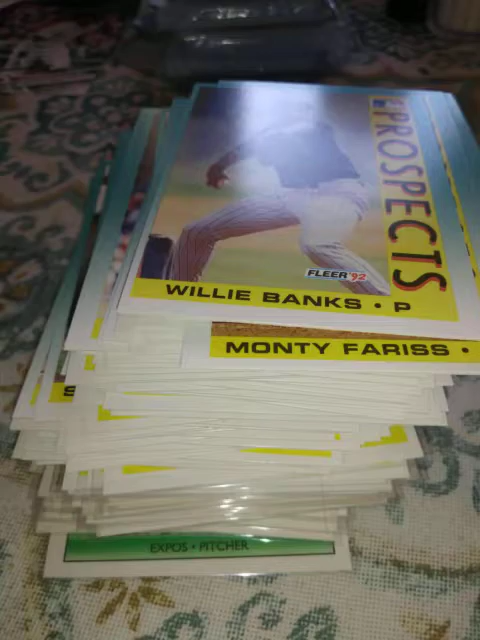 PROSPECTS
FLEER '92
WILLIE BANKS • P
MONTY FARISS •
S
EXPOS • PITCHER